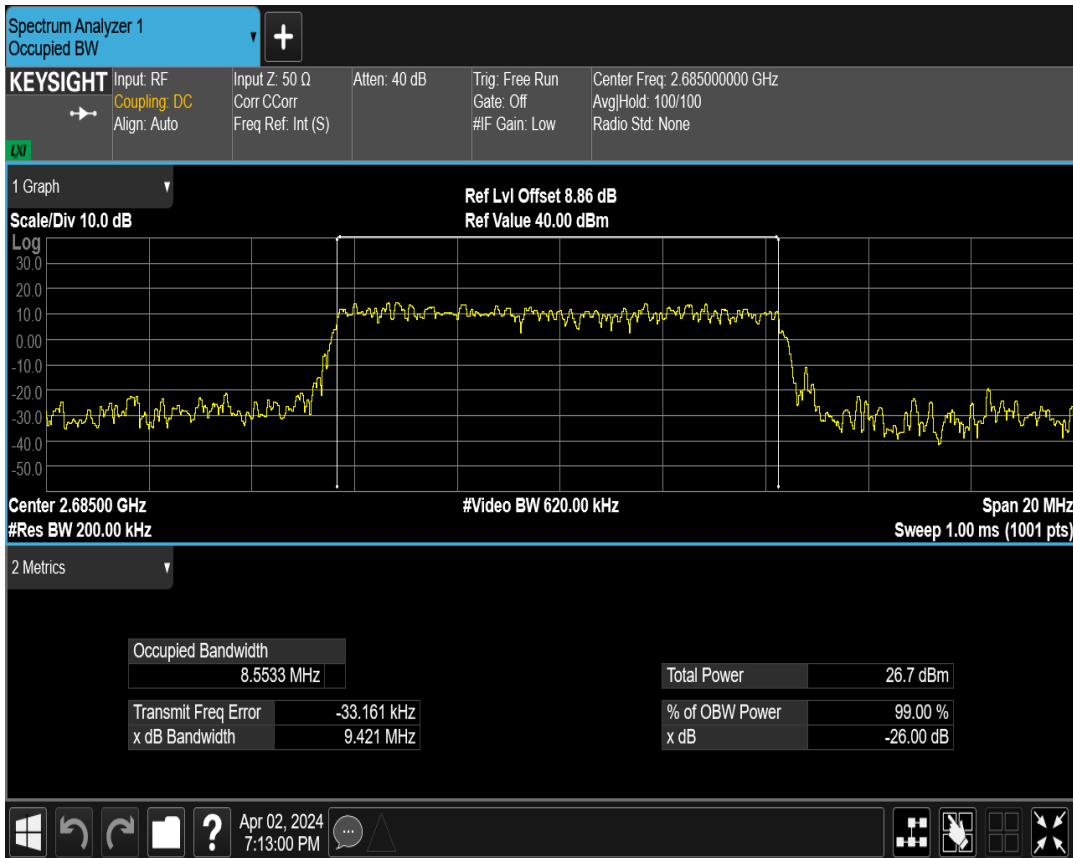 Spectrum Analyzer 1
Occupied BW
+
KEYSIGHT
LXI
Input: RF
Coupling: DC
Align: Auto
Input Z: 50 Ω
Corr CCorr
Freq Ref: Int (S)
Atten: 40 dB
Trig: Free Run
Gate: Off
#IF Gain: Low
Center Freq: 2.685000000 GHz
Avg|Hold: 100/100
Radio Std: None
1 Graph
Scale/Div 10.0 dB
Ref Lvl Offset 8.86 dB
Ref Value 40.00 dBm
Log
30.0
20.0
10.0
0.00
-10.0
-20.0
-30.0
-40.0
-50.0
Center 2.68500 GHz
#Video BW 620.00 kHz
Span 20 MHz
#Res BW 200.00 kHz
Sweep 1.00 ms (1001 pts)
2 Metrics
Occupied Bandwidth
8.5533 MHz
Total Power 26.7 dBm
Transmit Freq Error -33.161 kHz
% of OBW Power 99.00 %
x dB Bandwidth 9.421 MHz
x dB -26.00 dB
?
Apr 02, 2024
7:13:00 PM